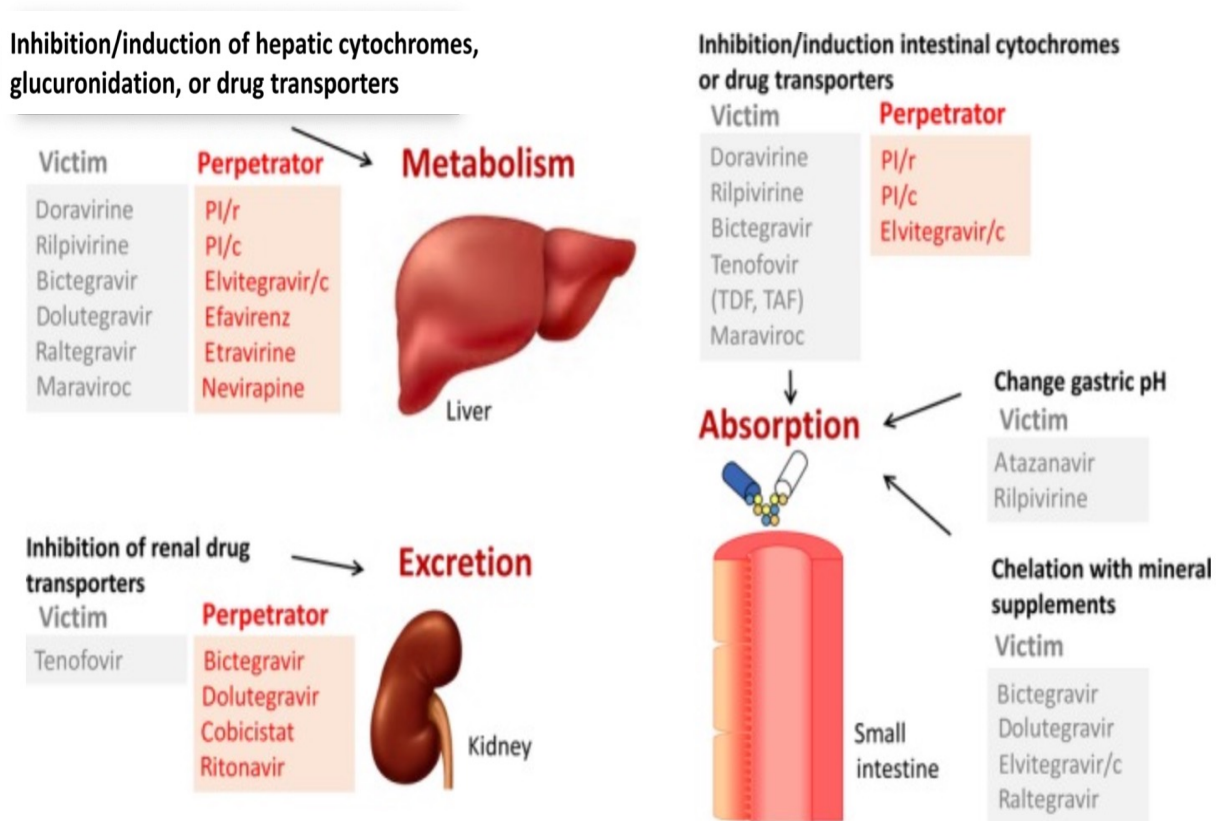 Inhibition/induction of hepatic cytochromes,
glucuronidation, or drug transporters
Victim
Doravirine
Rilpivirine
Bictegravir
Dolutegravir
Raltegravir
Maraviroc
Perpetrator
PI/r
PI/c
Elvitegravir/c
Efavirenz
Etravirine
Nevirapine
Metabolism
Liver
Inhibition of renal drug
transporters
Victim
Tenofovir
Perpetrator
Bictegravir
Dolutegravir
Cobicistat
Ritonavir
Excretion
Kidney
Inhibition/induction intestinal cytochromes
or drug transporters
Victim
Doravirine
Rilpivirine
Bictegravir
Tenofovir
(TDF, TAF)
Maraviroc
Perpetrator
PI/r
PI/c
Elvitegravir/c
Absorption
Change gastric pH
Victim
Atazanavir
Rilpivirine
Chelation with mineral
supplements
Victim
Bictegravir
Dolutegravir
Elvitegravir/c
Raltegravir
Small
intestine